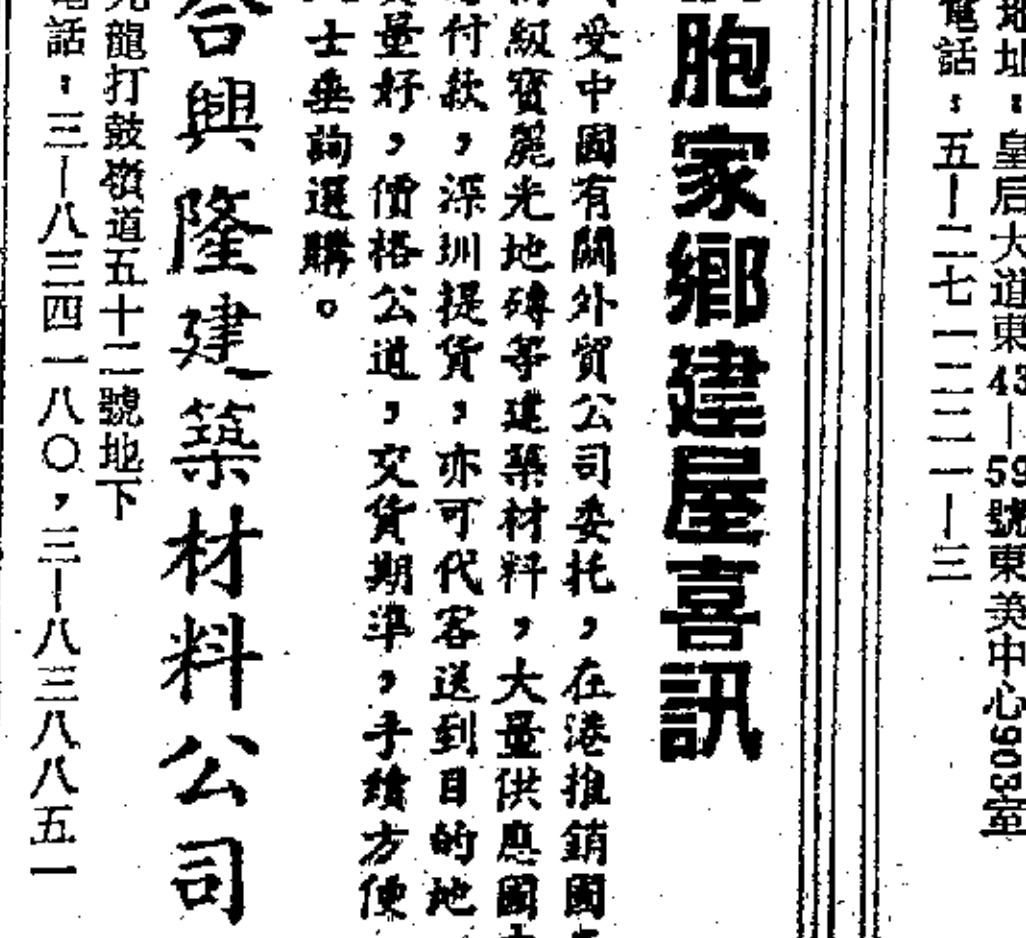 地址：皇后大道東43—59號東美中心903室
電話：五—二七一二二二一—三
胞家鄉建屋喜訊
受中國有關外貿公司委托，在港推銷國
級寶麗光地磚等建築材料，大量供應國
付款，深圳提貨，亦可代客送到目的地
質量好，價格公道，交貨期準，手續方便
士垂詢選購。
合興隆建築材料公司
九龍打鼓嶺道五十二號地下
電話：三—八三四一八〇，三—八三八八五一